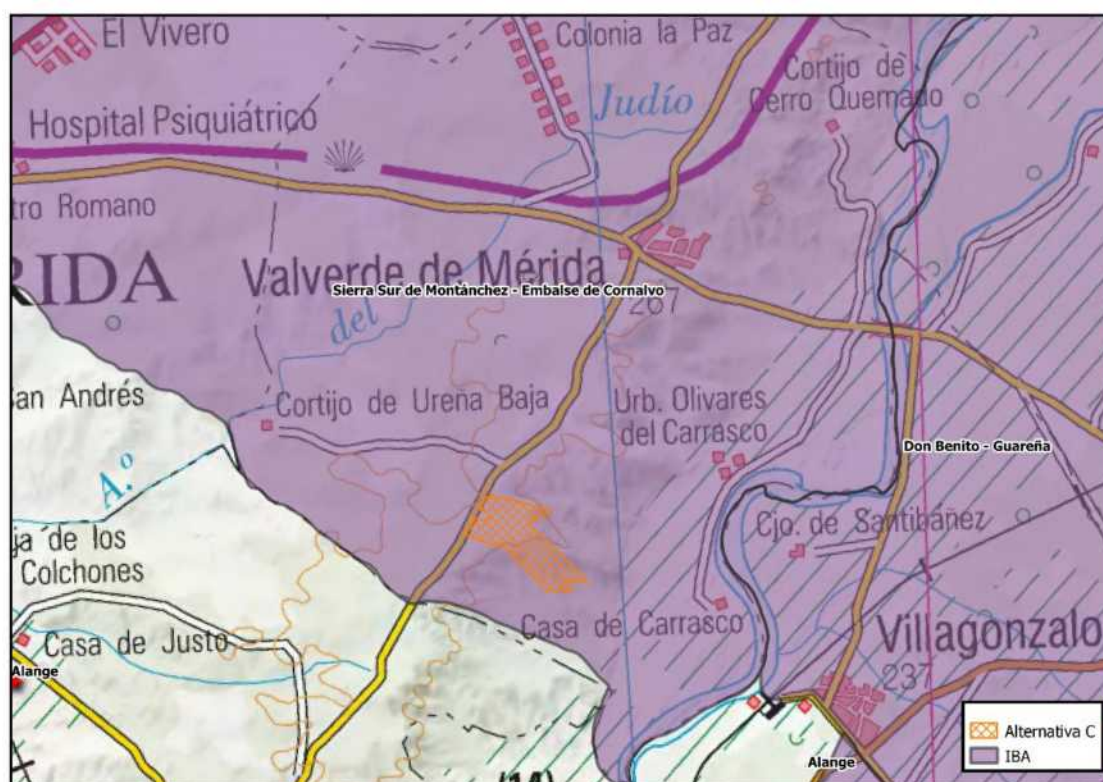 El Vivero
Colonia la Paz
Cortijo de
Cerro Quemado
Judío
Hospital Psiquiátrico
tro Romano
RIDA
Valverde de Mérida
Sierra Sur de Montánchez - Embalse de Cornalvo
267
del
an Andrés
Cortijo de Ureña Baja
Urb. Olivares
del Carrasco
Don Benito - Guareña
A.º
Cjo. de Santibáñez
ja de los
Colchones
Casa de Justo
Casa de Carrasco
Villagonzalo
237
Alange
Alange
Alternativa C
IBA